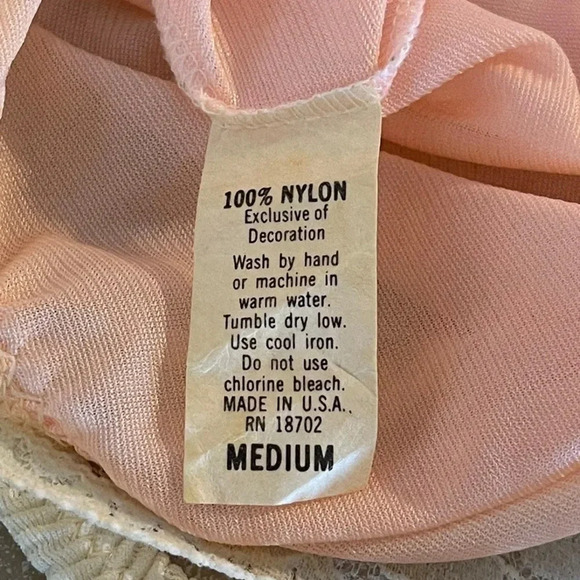 100% NYLON
Exclusive of
Decoration
Wash by hand
or machine in
warm water.
Tumble dry low.
Use cool iron.
Do not use
chlorine bleach.
MADE IN U.S.A.,
RN 18702
MEDIUM